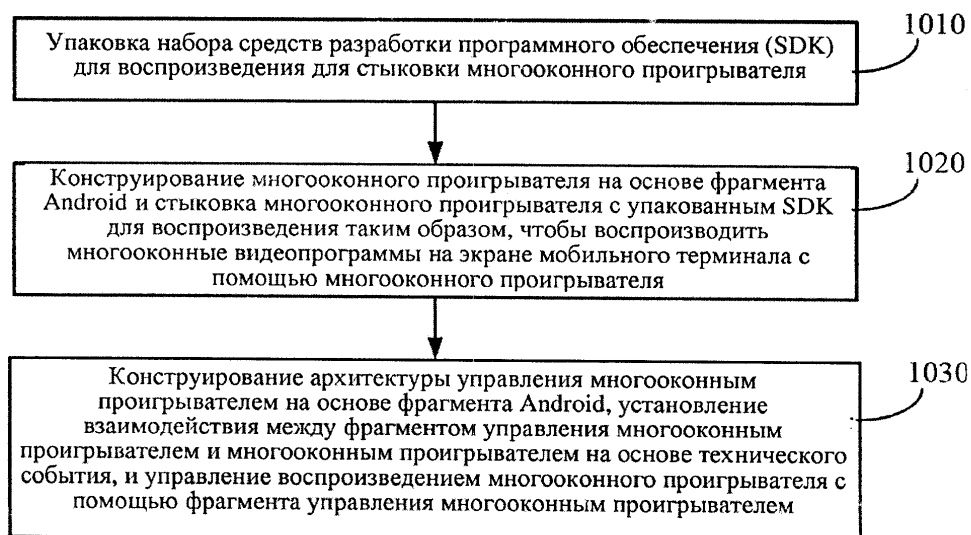 Упаковка набора средств разработки программного обеспечения (SDK)
для воспроизведения для стыковки многооконного проигрывателя
1010
Конструирование многооконного проигрывателя на основе фрагмента
Android и стыковка многооконного проигрывателя с упакованным SDK
для воспроизведения таким образом, чтобы воспроизводить
многооконные видеопрограммы на экране мобильного терминала с
помощью многооконного проигрывателя
1020
Конструирование архитектуры управления многооконным
проигрывателем на основе фрагмента Android, установление
взаимодействия между фрагментом управления многооконным
проигрывателем и многооконным проигрывателем на основе технического
события, и управление воспроизведением многооконного проигрывателя с
помощью фрагмента управления многооконным проигрывателем
1030